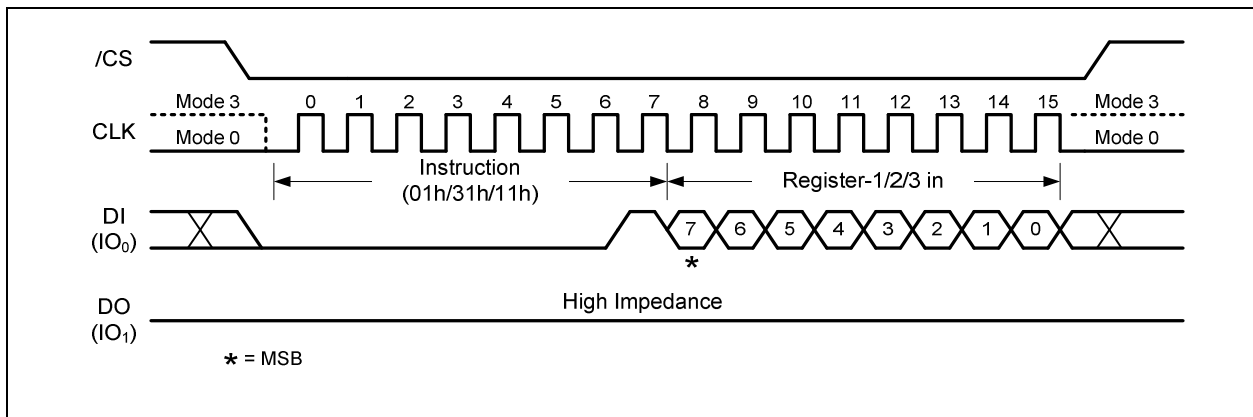 /CS
Mode 3 0 1 2 3 4 5 6 7 8 9 10 11 12 13 14 15 Mode 3
CLK
Mode 0 Mode 0
Instruction
(01h/31h/11h)
Register-1/2/3 in
DI
(IO₀)
7 6 5 4 3 2 1 0
*
High Impedance
DO
(IO₁)
* = MSB